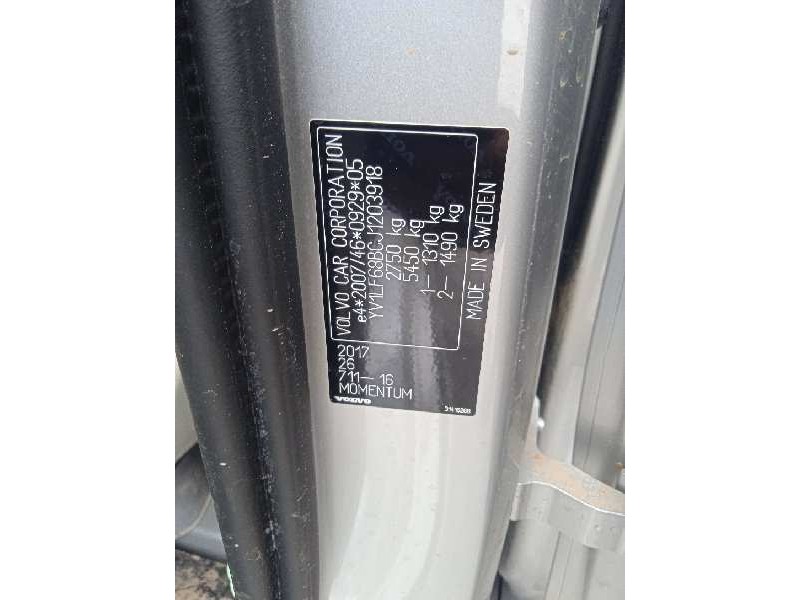 VOLVO CAR CORPORATION
e4*2007/46*0929*05
YV1LF68BCJ1203918
2750 kg
5450 kg
1– 1310 kg
2– 1490 kg
MADE IN SWEDEN
2017
26
711–16
MOMENTUM
VOLVO